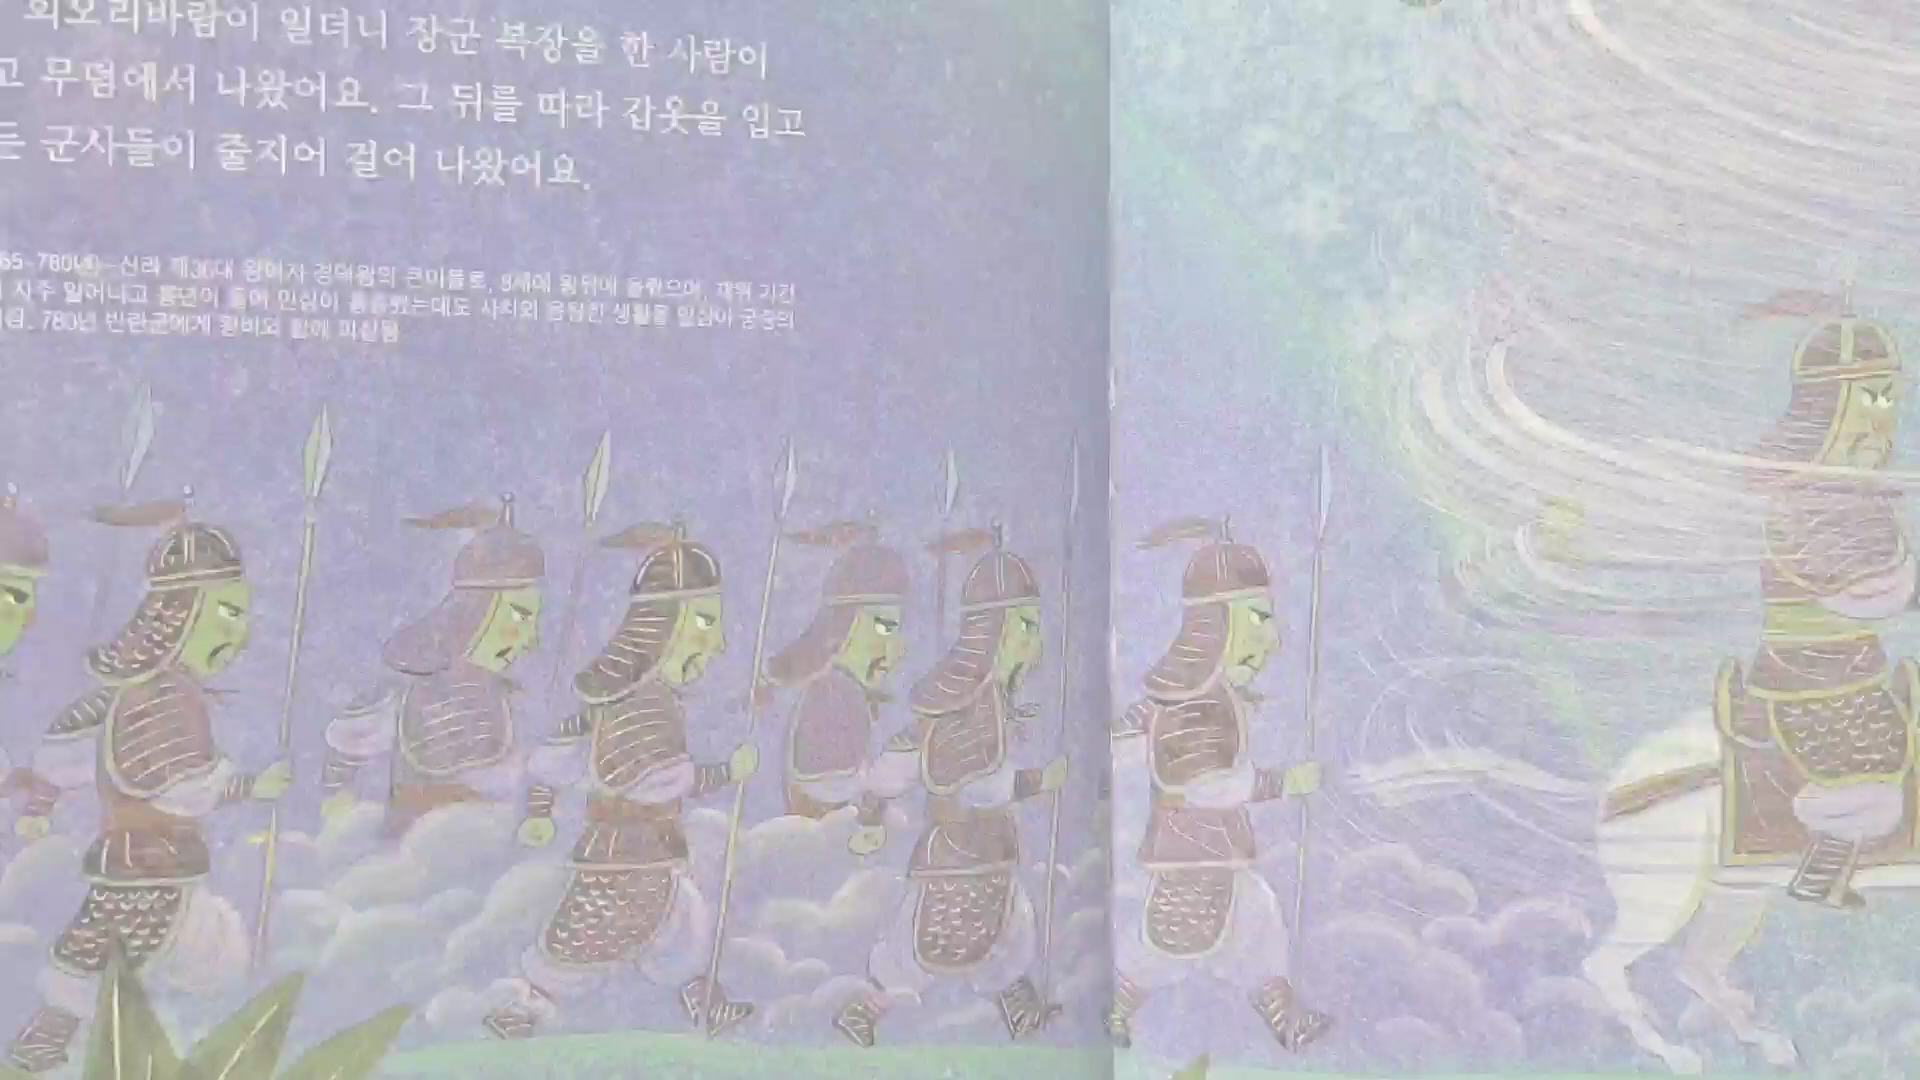 회오리바람이 일더니 장군 복장을 한 사람이
고 무덤에서 나왔어요. 그 뒤를 따라 갑옷을 입고
든 군사들이 줄지어 걸어 나왔어요.
65~780년)-신라 제36대 왕이자 경덕왕의 큰아들로, 8세에 왕위에 올랐으며, 재위 기간
자주 일어나고 흉년이 들어 민심이 흉흉했는데도 사치와 방탕한 생활을 일삼아 궁중의
780년 반란군에게 왕비와 함께 피살됨